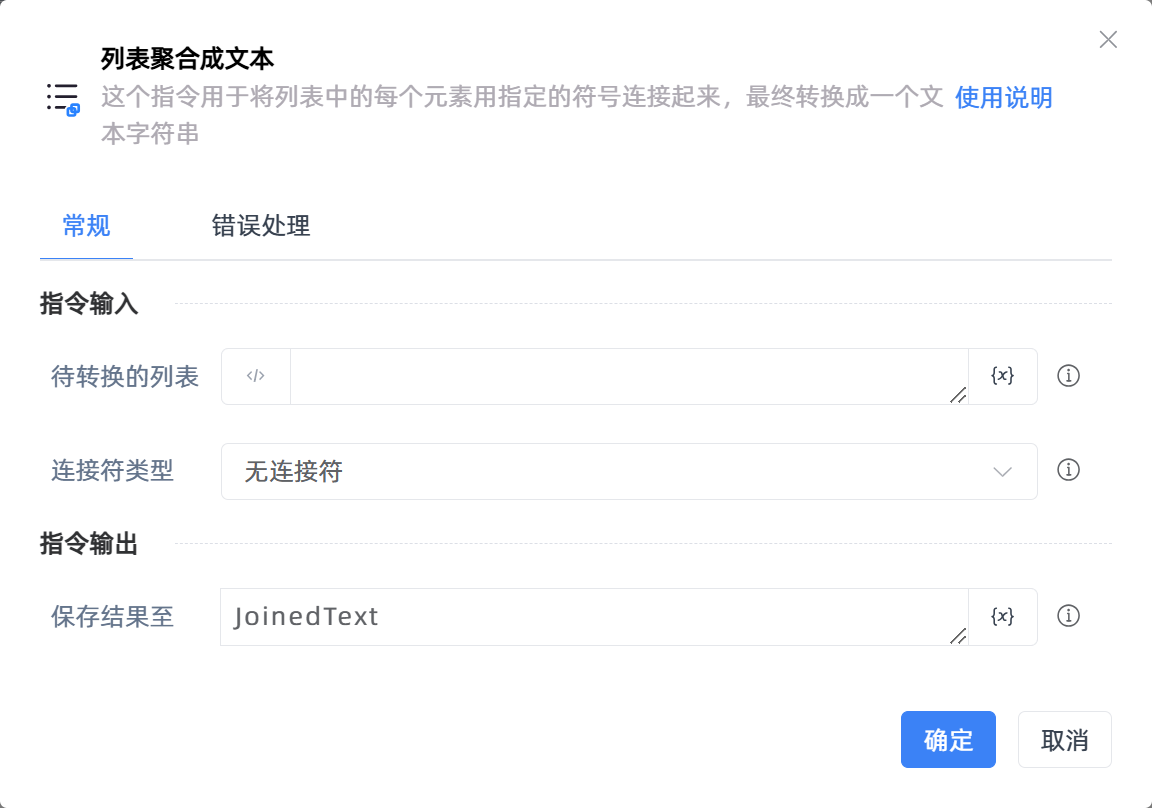 列表聚合成文本
这个指令用于将列表中的每个元素用指定的符号连接起来，最终转换成一个文 使用说明
本字符串
常规 错误处理
指令输入
待转换的列表 </> {x}
连接符类型 无连接符
指令输出
保存结果至 JoinedText {x}
确定 取消